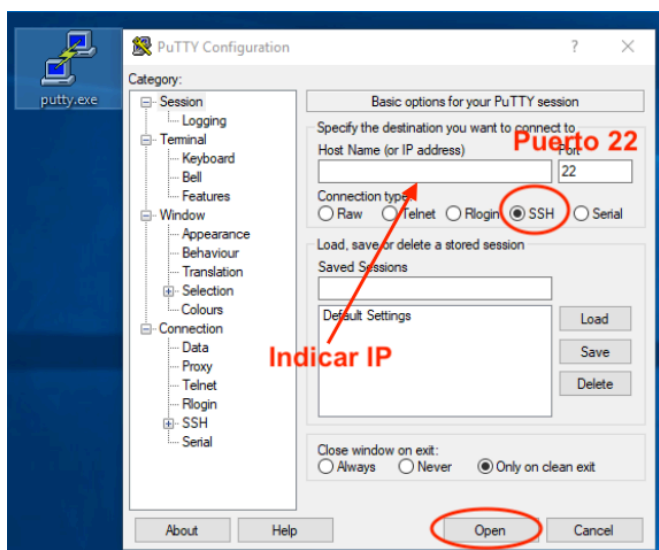 putty.exe
PuTTY Configuration
Category:
Session
Logging
Terminal
Keyboard
Bell
Features
Window
Appearance
Behaviour
Translation
Selection
Colours
Connection
Data
Proxy
Telnet
Rlogin
SSH
Serial
Basic options for your PuTTY session
Specify the destination you want to connect to
Host Name (or IP address) Port
Puerto 22
22
Connection type:
Raw Telnet Rlogin SSH Serial
Load, save or delete a stored session
Saved Sessions
Default Settings
Load
Save
Delete
Indicar IP
Close window on exit:
Always Never Only on clean exit
About Help Open Cancel